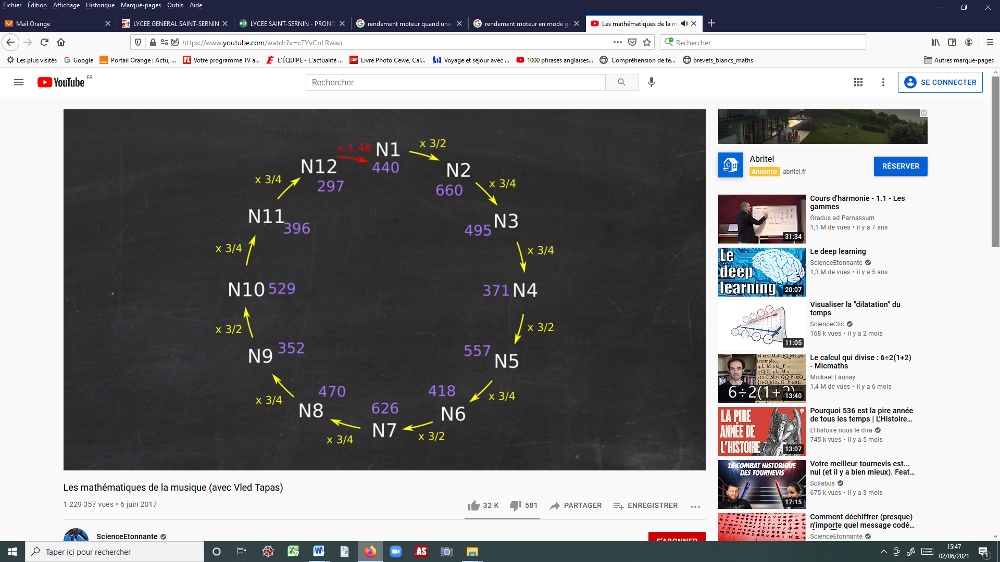 Fichier Édition Affichage Historique Marque-pages Outils Aide
Mail Orange
LYCEE GENERAL SAINT-SERNIN
LYCEE SAINT-SERNIN - PRONO
rendement moteur quand une
rendement moteur en mode gé
Les mathématiques de la m
https://www.youtube.com/watch?v=cTYvCpLRwao
Rechercher
Les plus visités
Google
Portail Orange : Actu, ...
Votre programme TV a...
L'ÉQUIPE - L'actualité ...
Livre Photo Cewe, Cal...
Voyage et séjour avec ...
1000 phrases anglaises...
Compréhension de te...
brevets_blancs_maths
Autres marque-pages
YouTube FR
Rechercher
SE CONNECTER
x 1,48
N1
440
x 3/2
N2
660
x 3/4
N3
495
x 3/4
N4
371
x 3/2
N5
557
x 3/4
N6
418
x 3/2
N7
626
x 3/4
N8
470
x 3/4
N9
352
x 3/2
N10
529
x 3/4
N11
396
x 3/4
N12
297
Les mathématiques de la musique (avec Vled Tapas)
1 229 357 vues • 6 juin 2017
32 K
581
PARTAGER
ENREGISTRER
ScienceEtonnante
S'ABONNER
Abritel
Annonce abritel.fr
RÉSERVER
31:34
Cours d'harmonie - 1.1 - Les
gammes
Gradus ad Parnassum
1,1 M de vues • il y a 7 ans
Le
deep
learning
20:07
Le deep learning
ScienceEtonnante
1,3 M de vues • il y a 5 ans
11:05
Visualiser la "dilatation" du
temps
ScienceClic
168 k vues • il y a 2 mois
6÷2(1+2)
13:40
Le calcul qui divise : 6÷2(1+2)
- Micmaths
Mickaël Launay
1,4 M de vues • il y a 6 mois
LA PIRE
ANNÉE DE
L'HISTOIRE
13:07
Pourquoi 536 est la pire année
de tous les temps | L'Histoire...
L'Histoire nous le dira
745 k vues • il y a 5 mois
LE COMBAT HISTORIQUE
DES TOURNEVIS
17:15
Votre meilleur tournevis est...
nul (et il y a bien mieux). Feat...
Scilabus
675 k vues • il y a 3 mois
Comment déchiffrer (presque)
n'importe quel message codé...
ScienceEtonnante
Taper ici pour rechercher
AS
15:47
02/06/2021
1